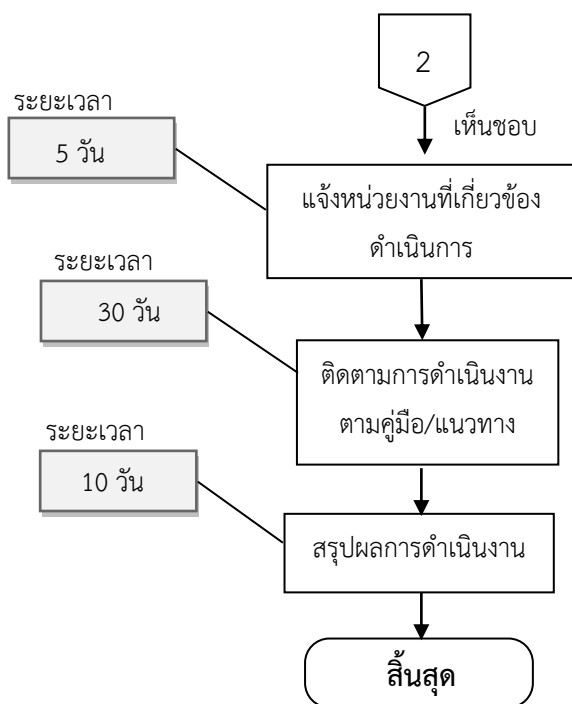 2
เห็นชอบ
ระยะเวลา
5 วัน
แจ้งหน่วยงานที่เกี่ยวข้อง
ดำเนินการ
ระยะเวลา
30 วัน
ติดตามการดำเนินงาน
ตามคู่มือ/แนวทาง
ระยะเวลา
10 วัน
สรุปผลการดำเนินงาน
สิ้นสุด